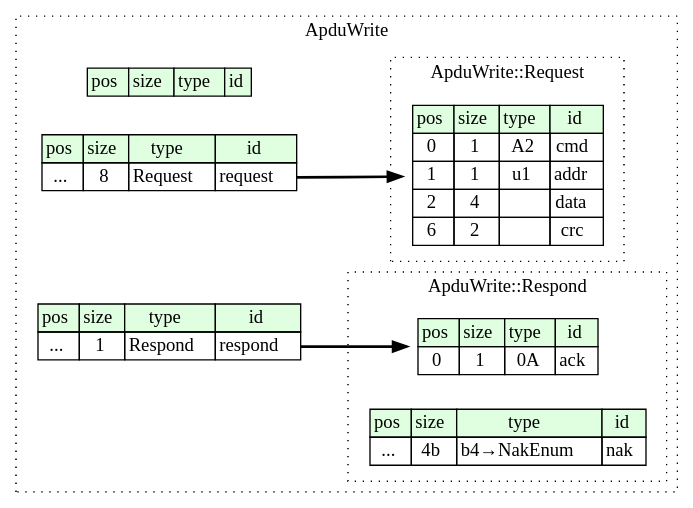 ApduWrite
pos size type id
pos size type id
... 8 Request request
ApduWrite::Request
pos size type id
0 1 A2 cmd
1 1 u1 addr
2 4 data
6 2 crc
pos size type id
... 1 Respond respond
ApduWrite::Respond
pos size type id
0 1 0A ack
pos size type id
... 4b b4→NakEnum nak